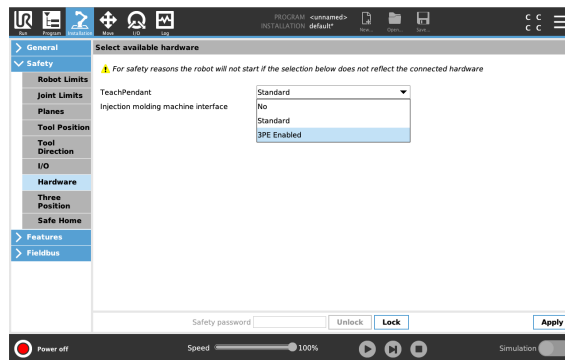 UR
PROGRAM <unnamed>
INSTALLATION default*
C C
C C
Run Program Installation Move I/O Log New... Open... Save...
General
Select available hardware
Safety
For safety reasons the robot will not start if the selection below does not reflect the connected hardware
Robot Limits
Joint Limits
TeachPendant
Standard
Planes
Injection molding machine interface
No
Standard
3PE Enabled
Tool Position
Tool
Direction
I/O
Hardware
Three
Position
Safe Home
Features
Fieldbus
Safety password Unlock Lock Apply
Power off Speed 100% Simulation